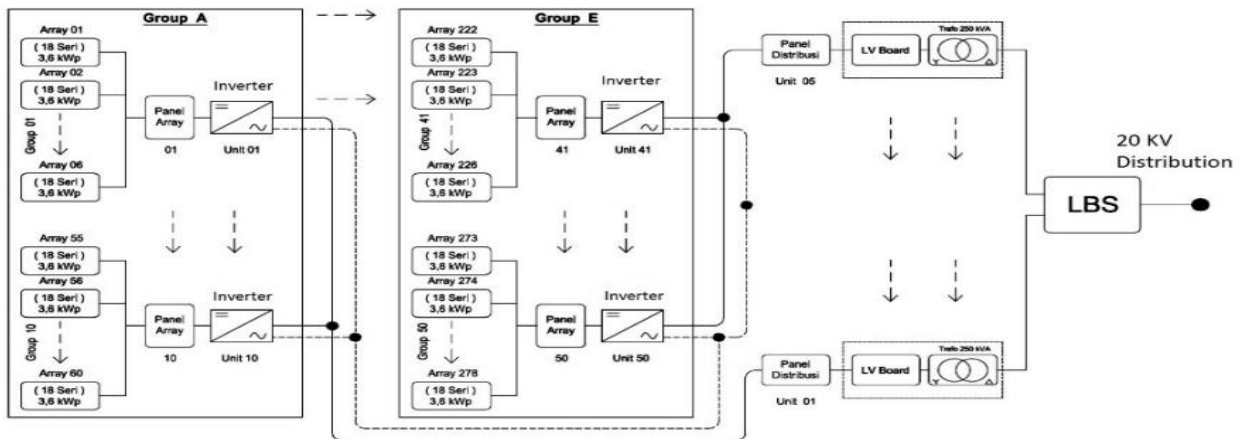 Group A
Array 01
( 18 Seri )
3,6 kWp
Array 02
( 18 Seri )
3,6 kWp
Group 01
Array 06
( 18 Seri )
3,6 kWp
Panel
Array
01
Inverter
Unit 01
Array 55
( 18 Seri )
3,6 kWp
Array 56
( 18 Seri )
3,6 kWp
Group 10
Array 60
( 18 Seri )
3,6 kWp
Panel
Array
10
Inverter
Unit 10
Group E
Array 222
( 18 Seri )
3,6 kWp
Array 223
( 18 Seri )
3,6 kWp
Group 41
Array 226
( 18 Seri )
3,6 kWp
Panel
Array
41
Inverter
Unit 41
Array 273
( 18 Seri )
3,6 kWp
Array 274
( 18 Seri )
3,6 kWp
Group 50
Array 278
( 18 Seri )
3,6 kWp
Panel
Array
50
Inverter
Unit 50
Panel
Distribusi
Unit 05
LV Board
Trafo 250 kVA
Y
Δ
Panel
Distribusi
Unit 01
LV Board
Trafo 250 kVA
Y
Δ
LBS
20 KV
Distribution